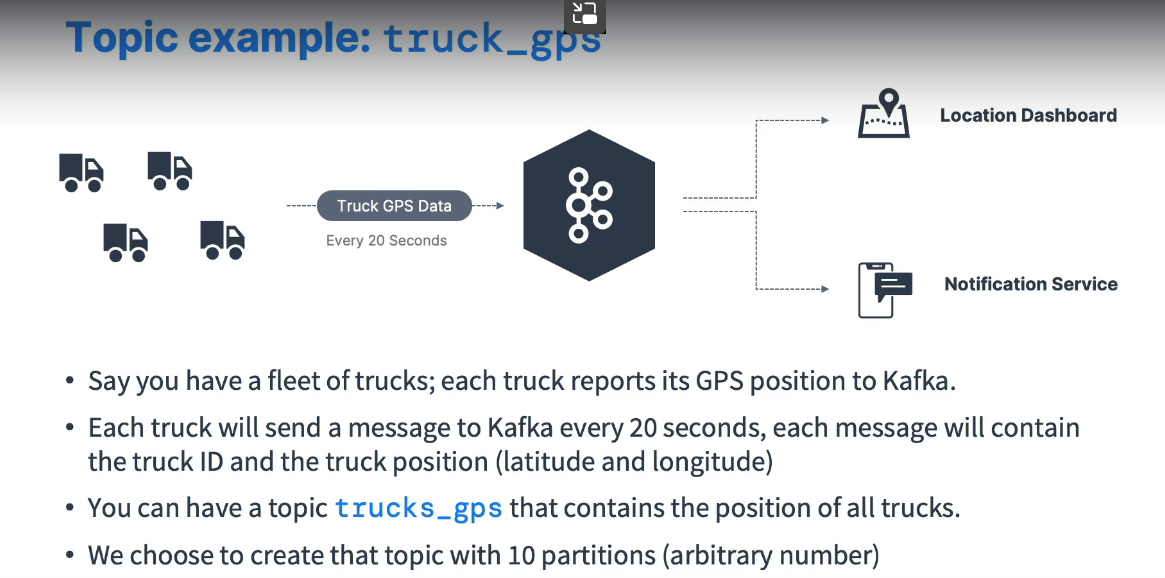 Topic example: truck_gps
Location Dashboard
Truck GPS Data
Every 20 Seconds
Notification Service
• Say you have a fleet of trucks; each truck reports its GPS position to Kafka.
• Each truck will send a message to Kafka every 20 seconds, each message will contain
the truck ID and the truck position (latitude and longitude)
• You can have a topic trucks_gps that contains the position of all trucks.
• We choose to create that topic with 10 partitions (arbitrary number)